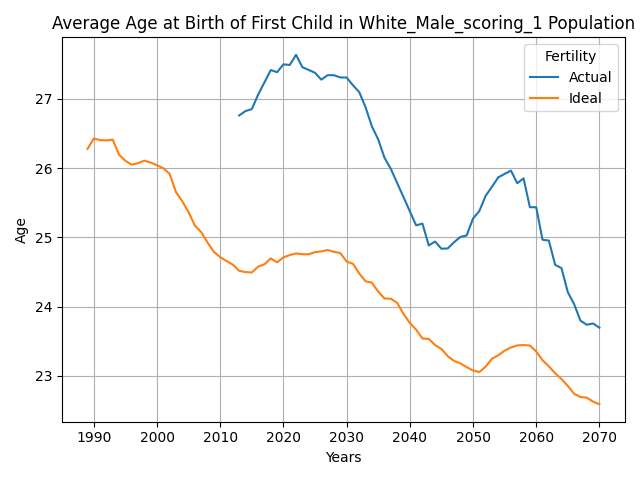 Average Age at Birth of First Child in White_Male_scoring_1 Population
Fertility
Actual
Ideal
Age
27
26
25
24
23
1990 2000 2010 2020 2030 2040 2050 2060 2070
Years